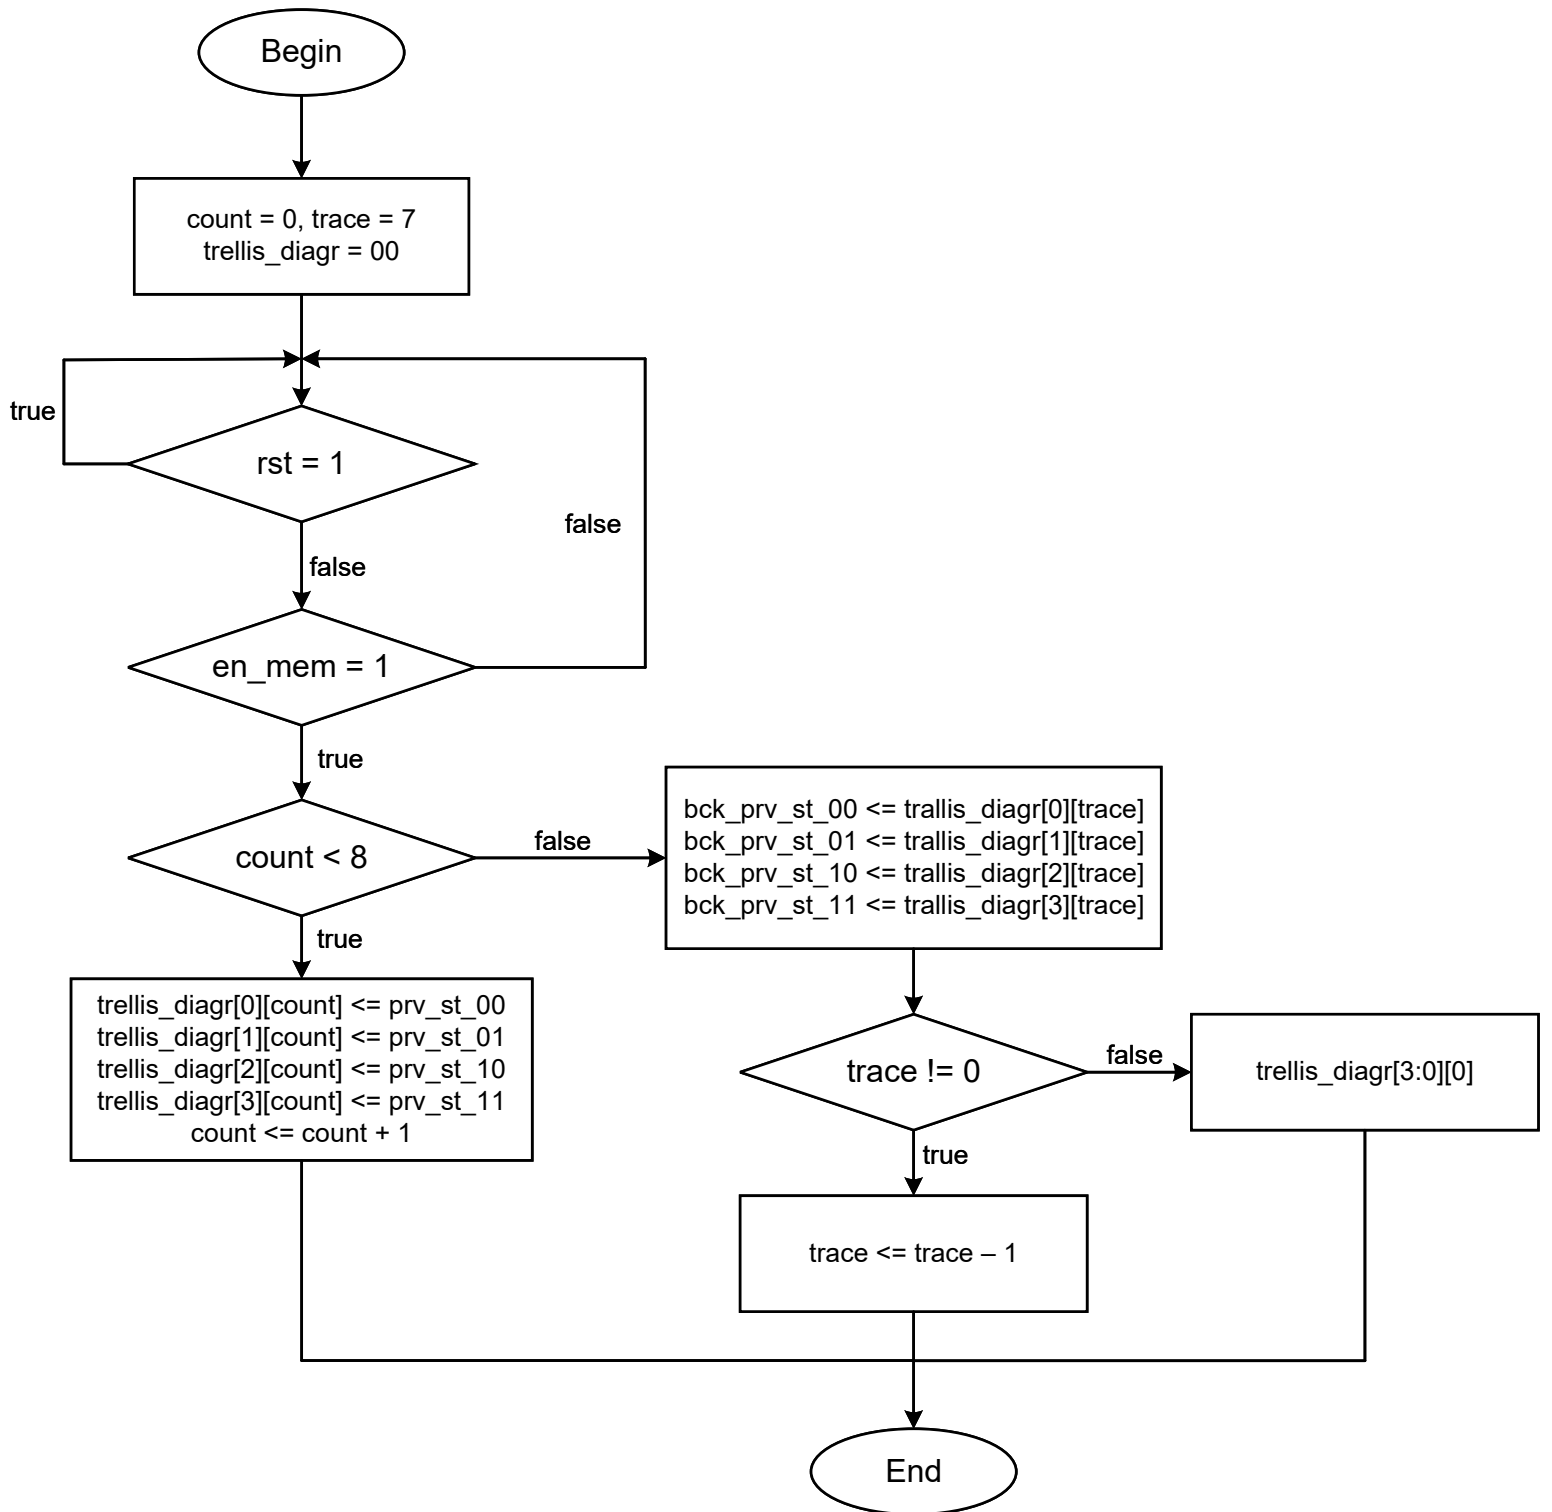 Begin
count = 0, trace = 7
trellis_diagr = 00
true
rst = 1
false
false
en_mem = 1
true
count < 8
false
bck_prv_st_00 <= trallis_diagr[0][trace]
bck_prv_st_01 <= trallis_diagr[1][trace]
bck_prv_st_10 <= trallis_diagr[2][trace]
bck_prv_st_11 <= trallis_diagr[3][trace]
true
trellis_diagr[0][count] <= prv_st_00
trellis_diagr[1][count] <= prv_st_01
trellis_diagr[2][count] <= prv_st_10
trellis_diagr[3][count] <= prv_st_11
count <= count + 1
trace != 0
false
trellis_diagr[3:0][0]
true
trace <= trace – 1
End